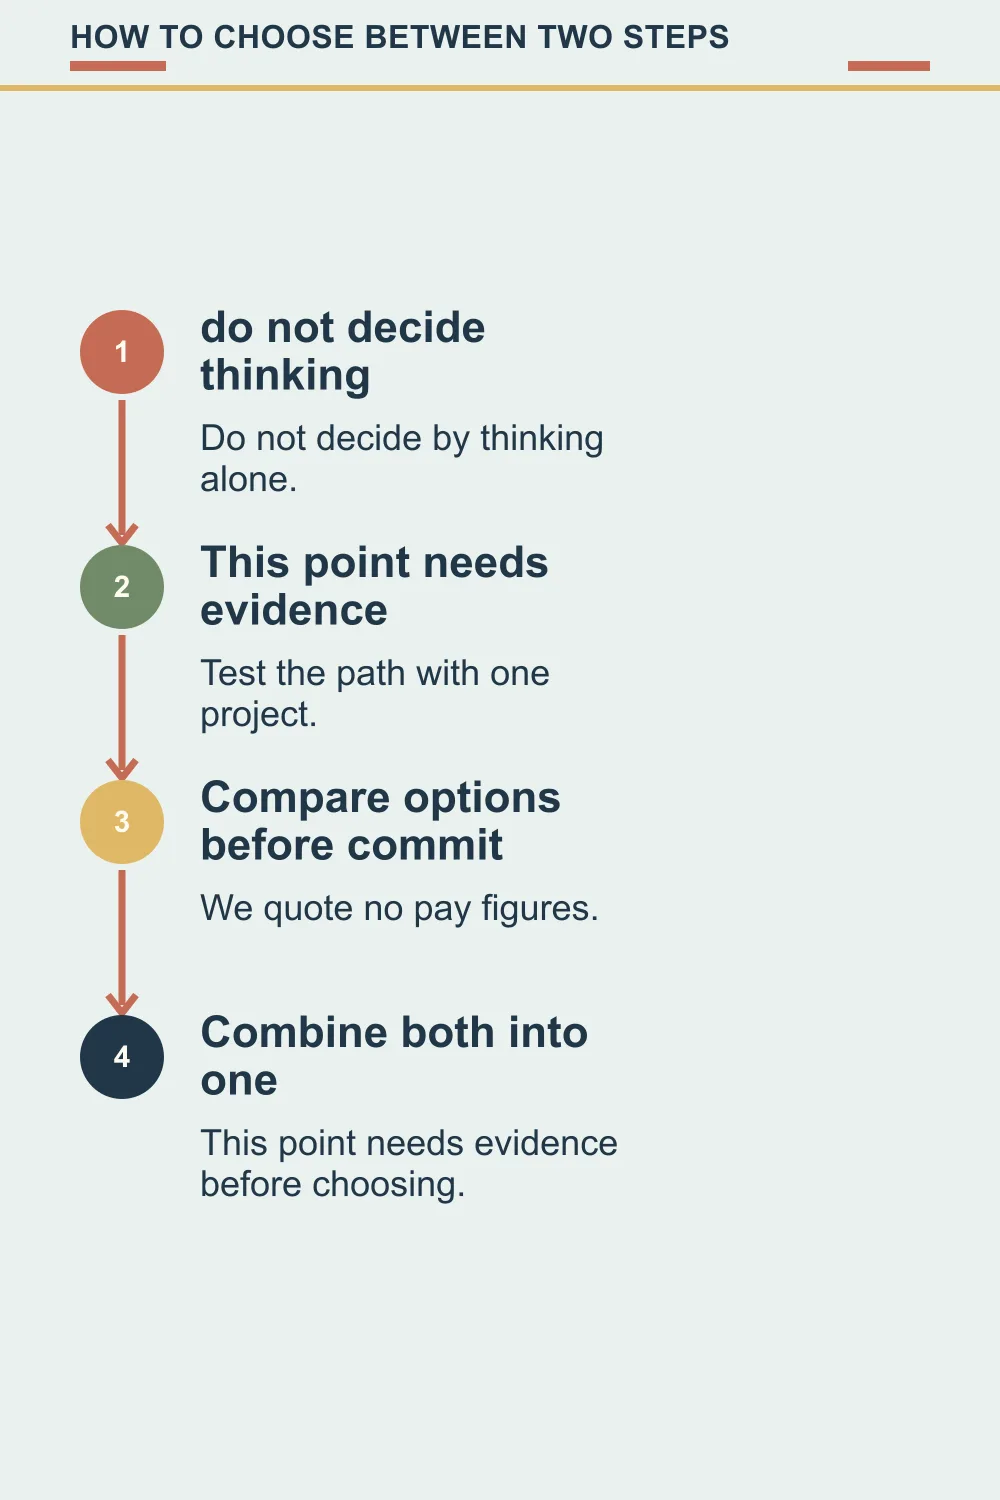 HOW TO CHOOSE BETWEEN TWO STEPS
1
do not decide
thinking
Do not decide by thinking
alone.
2
This point needs
evidence
Test the path with one
project.
3
Compare options
before commit
We quote no pay figures.
4
Combine both into
one
This point needs evidence
before choosing.